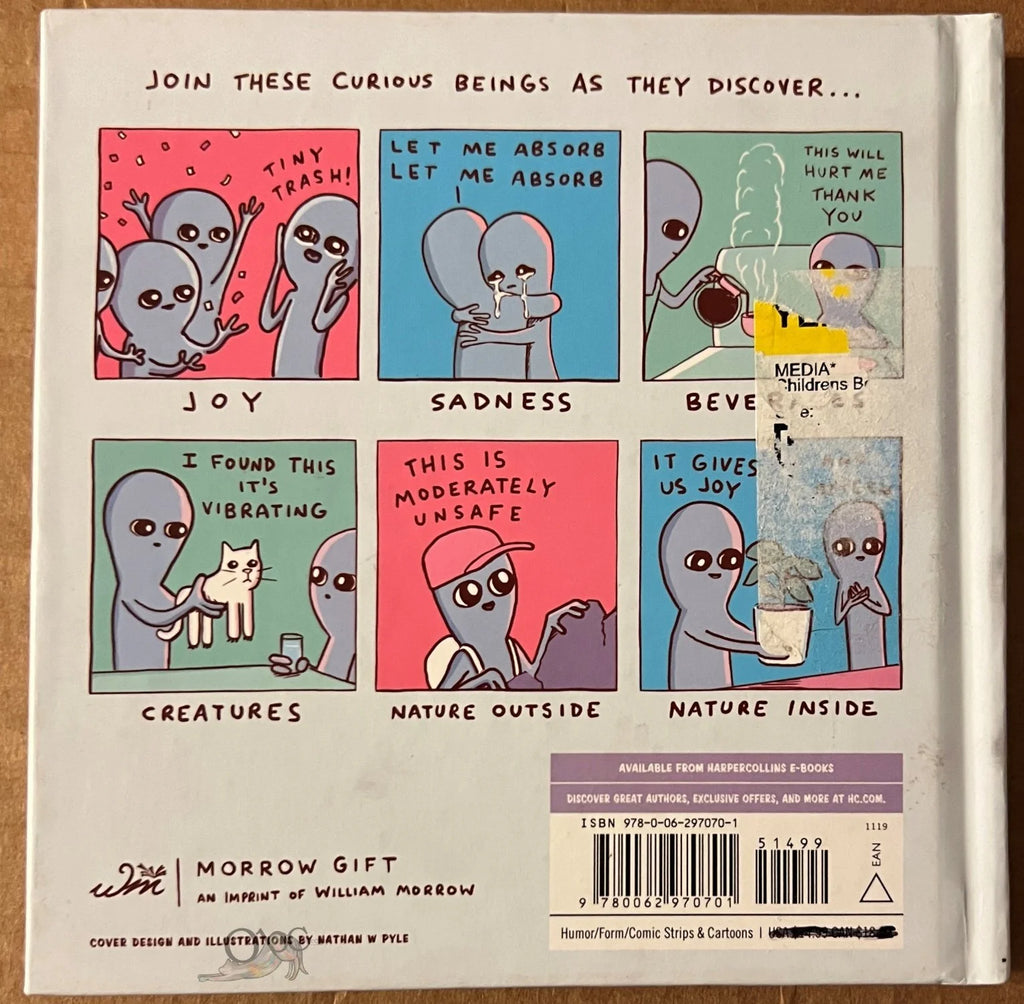 JOIN THESE CURIOUS BEINGS AS THEY DISCOVER...
TINY
TRASH!
JOY
LET ME ABSORB
LET ME ABSORB
SADNESS
THIS WILL
HURT ME
THANK
YOU
MEDIA*
Childrens B
e:
BEVERAGES
I FOUND THIS
IT'S
VIBRATING
CREATURES
THIS IS
MODERATELY
UNSAFE
NATURE OUTSIDE
IT GIVES
US JOY
NATURE INSIDE
AVAILABLE FROM HARPERCOLLINS E-BOOKS
DISCOVER GREAT AUTHORS, EXCLUSIVE OFFERS, AND MORE AT HC.COM.
ISBN 978-0-06-297070-1
51499
1119
EAN
9 780062 970701
Humor/Form/Comic Strips & Cartoons |
WM
MORROW GIFT
AN IMPRINT OF WILLIAM MORROW
COVER DESIGN AND ILLUSTRATIONS BY NATHAN W PYLE